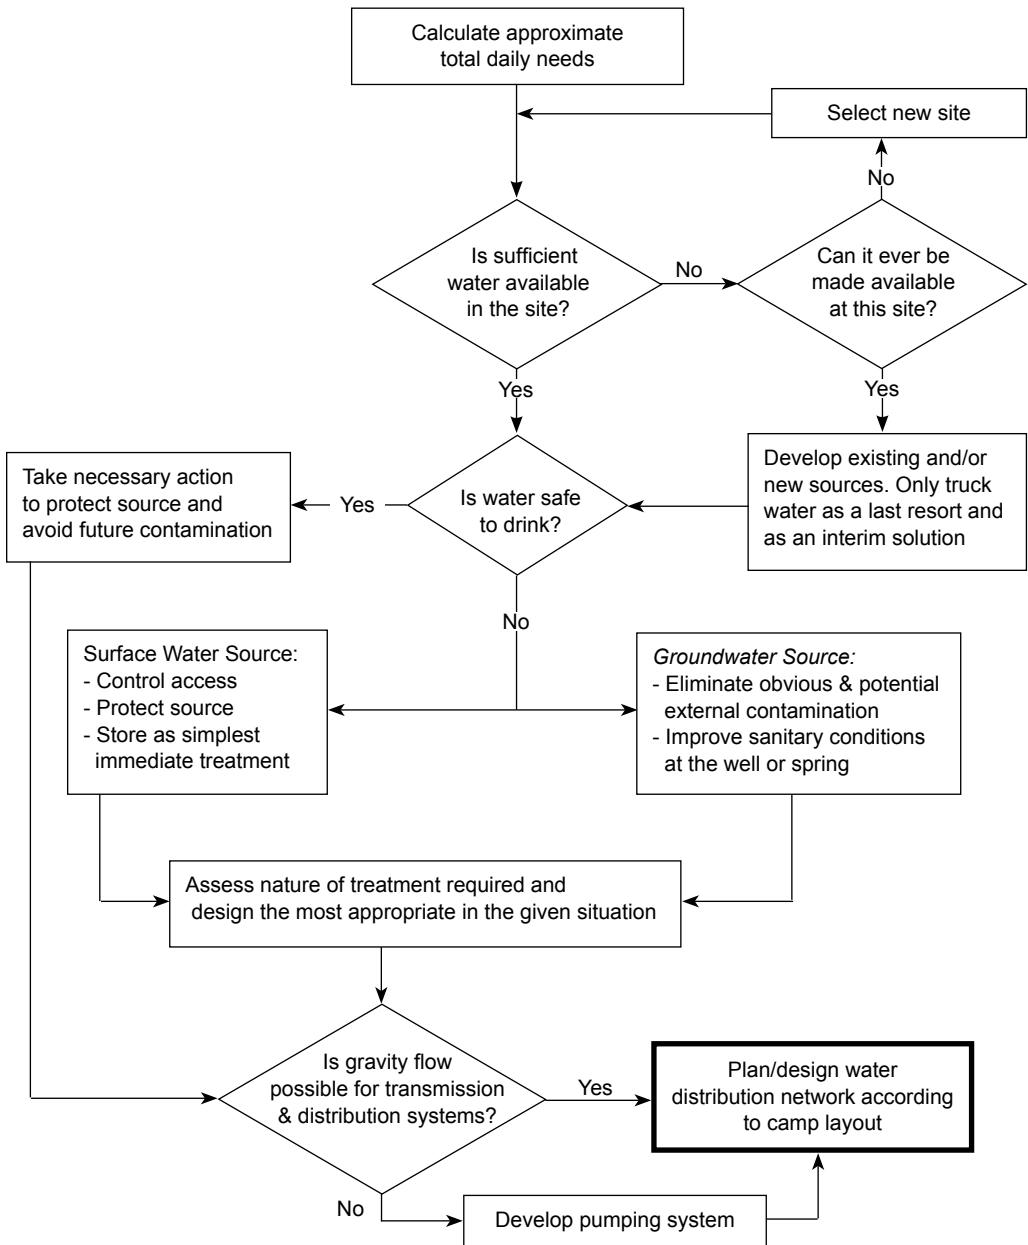 Calculate approximate
total daily needs
Select new site
No
Is sufficient
water available
in the site?
No
Can it ever be
made available
at this site?
Yes
Yes
Take necessary action
to protect source and
avoid future contamination
Yes
Is water safe
to drink?
Develop existing and/or
new sources. Only truck
water as a last resort and
as an interim solution
No
Surface Water Source:
- Control access
- Protect source
- Store as simplest
immediate treatment
Groundwater Source:
- Eliminate obvious & potential
external contamination
- Improve sanitary conditions
at the well or spring
Assess nature of treatment required and
design the most appropriate in the given situation
Is gravity flow
possible for transmission
& distribution systems?
Yes
Plan/design water
distribution network according
to camp layout
No
Develop pumping system